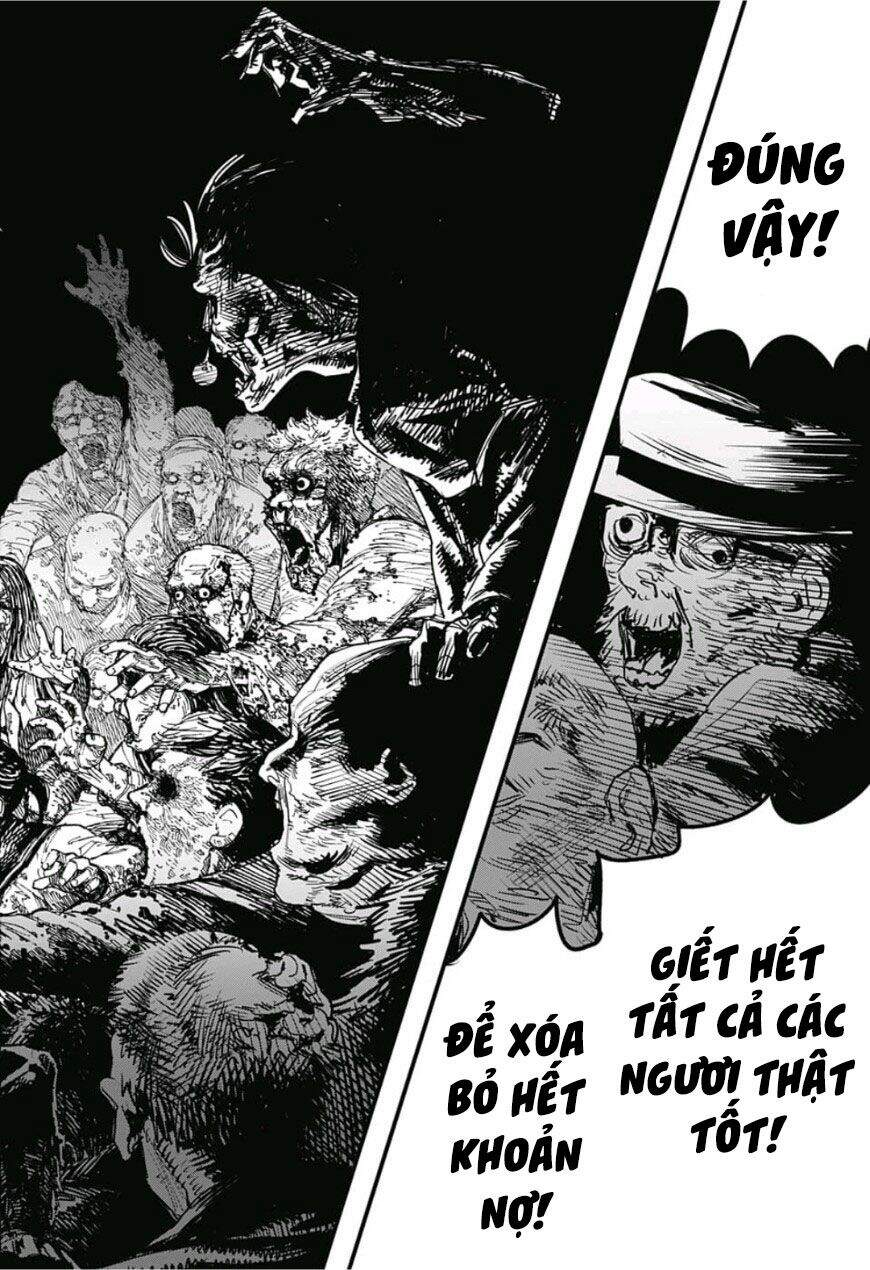 ĐÚNG
VẬY!
GIẾT HẾT
TẤT CẢ CÁC
NGƯƠI THẬT
TỐT!
ĐỂ XÓA
BỎ HẾT
KHOẢN
NỢ!